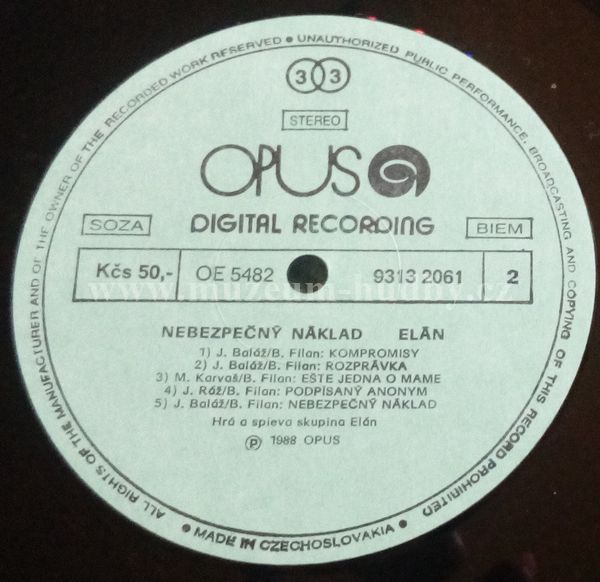 ALL RIGHTS OF THE MANUFACTURER AND OF THE OWNER OF THE RECORDED WORK RESERVED • UNAUTHORIZED PUBLIC PERFORMANCE, BROADCASTING AND COPYING OF THIS RECORD PROHIBITED
33
STEREO
OPUS
SOZA DIGITAL RECORDING BIEM
Kčs 50,- OE 5482 9313 2061 2
www.muzeum-hudby.cz
NEBEZPEČNÝ NÁKLAD ELÁN
1) J. Baláž/B. Filan: KOMPROMISY
2) J. Baláž/B. Filan: ROZPRÁVKA
3) M. Karvaš/B. Filan: EŠTE JEDNA O MAME
4) J. Ráž/B. Filan: PODPÍSANÝ ANONYM
5) J. Baláž/B. Filan: NEBEZPEČNÝ NÁKLAD
Hrá a spieva skupina Elán
Ⓟ 1988 OPUS
• MADE IN CZECHOSLOVAKIA •